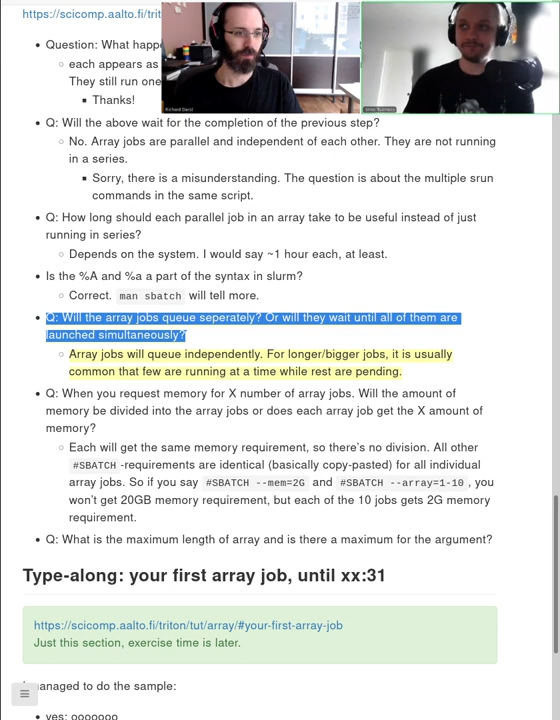 https://scicomp.aalto.fi/trit
Question: What happe
each appears as
They still run one
Thanks!
Q: Will the above wait for the completion of the previous step?
No. Array jobs are parallel and independent of each other. They are not running
in a series.
Sorry, there is a misunderstanding. The question is about the multiple srun
commands in the same script.
Q: How long should each parallel job in an array take to be useful instead of just
running in series?
Depends on the system. I would say ~1 hour each, at least.
Is the %A and %a a part of the syntax in slurm?
Correct. man sbatch will tell more.
Q: Will the array jobs queue seperately? Or will they wait until all of them are
launched simultaneously?
Array jobs will queue independently. For longer/bigger jobs, it is usually
common that few are running at a time while rest are pending.
Q: When you request memory for X number of array jobs. Will the amount of
memory be divided into the array jobs or does each array job get the X amount of
memory?
Each will get the same memory requirement, so there's no division. All other
#SBATCH -requirements are identical (basically copy-pasted) for all individual
array jobs. So if you say #SBATCH --mem=2G and #SBATCH --array=1-10 , you
won't get 20GB memory requirement, but each of the 10 jobs gets 2G memory
requirement.
Q: What is the maximum length of array and is there a maximum for the argument?
Type-along: your first array job, until xx:31
https://scicomp.aalto.fi/triton/tut/array/#your-first-array-job
Just this section, exercise time is later.
managed to do the sample:
yes: ooooooo